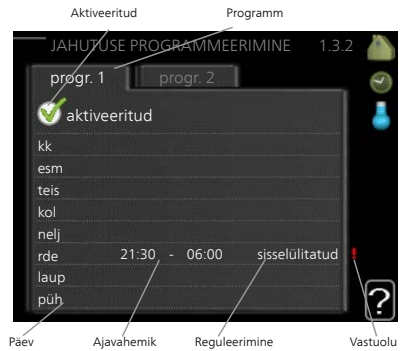 Aktiveeritud Programm
JAHUTUSE PROGRAMMEERIMINE 1.3.2
progr. 1 progr. 2
aktiveeritud
kk
esm
teis
kol
nelj
rde 21:30 - 06:00 sisselülitatud !
laup
püh
?
Päev Ajavahemik Reguleerimine Vastuolu